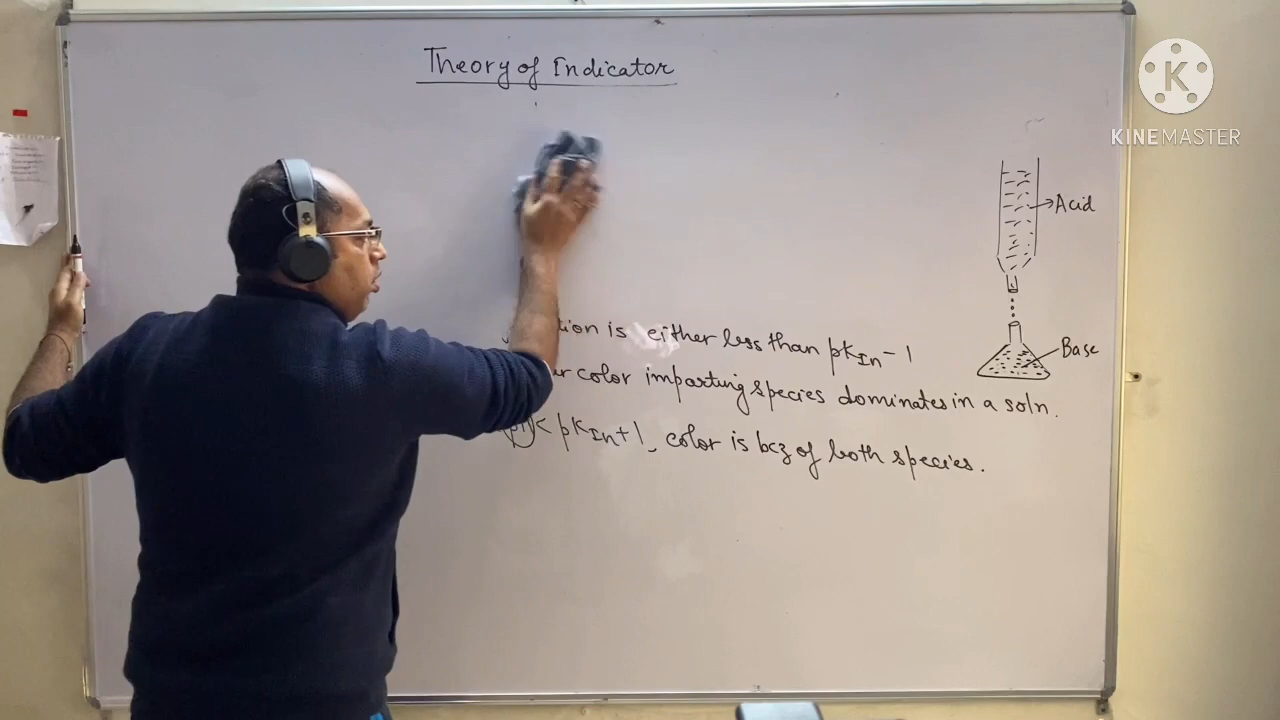 Theory of Indicator
KINEMASTER
Acid
is either less than pKIn - 1
Base
color imparting species dominates in a soln.
< pKIn + 1, color is bcz of both species.